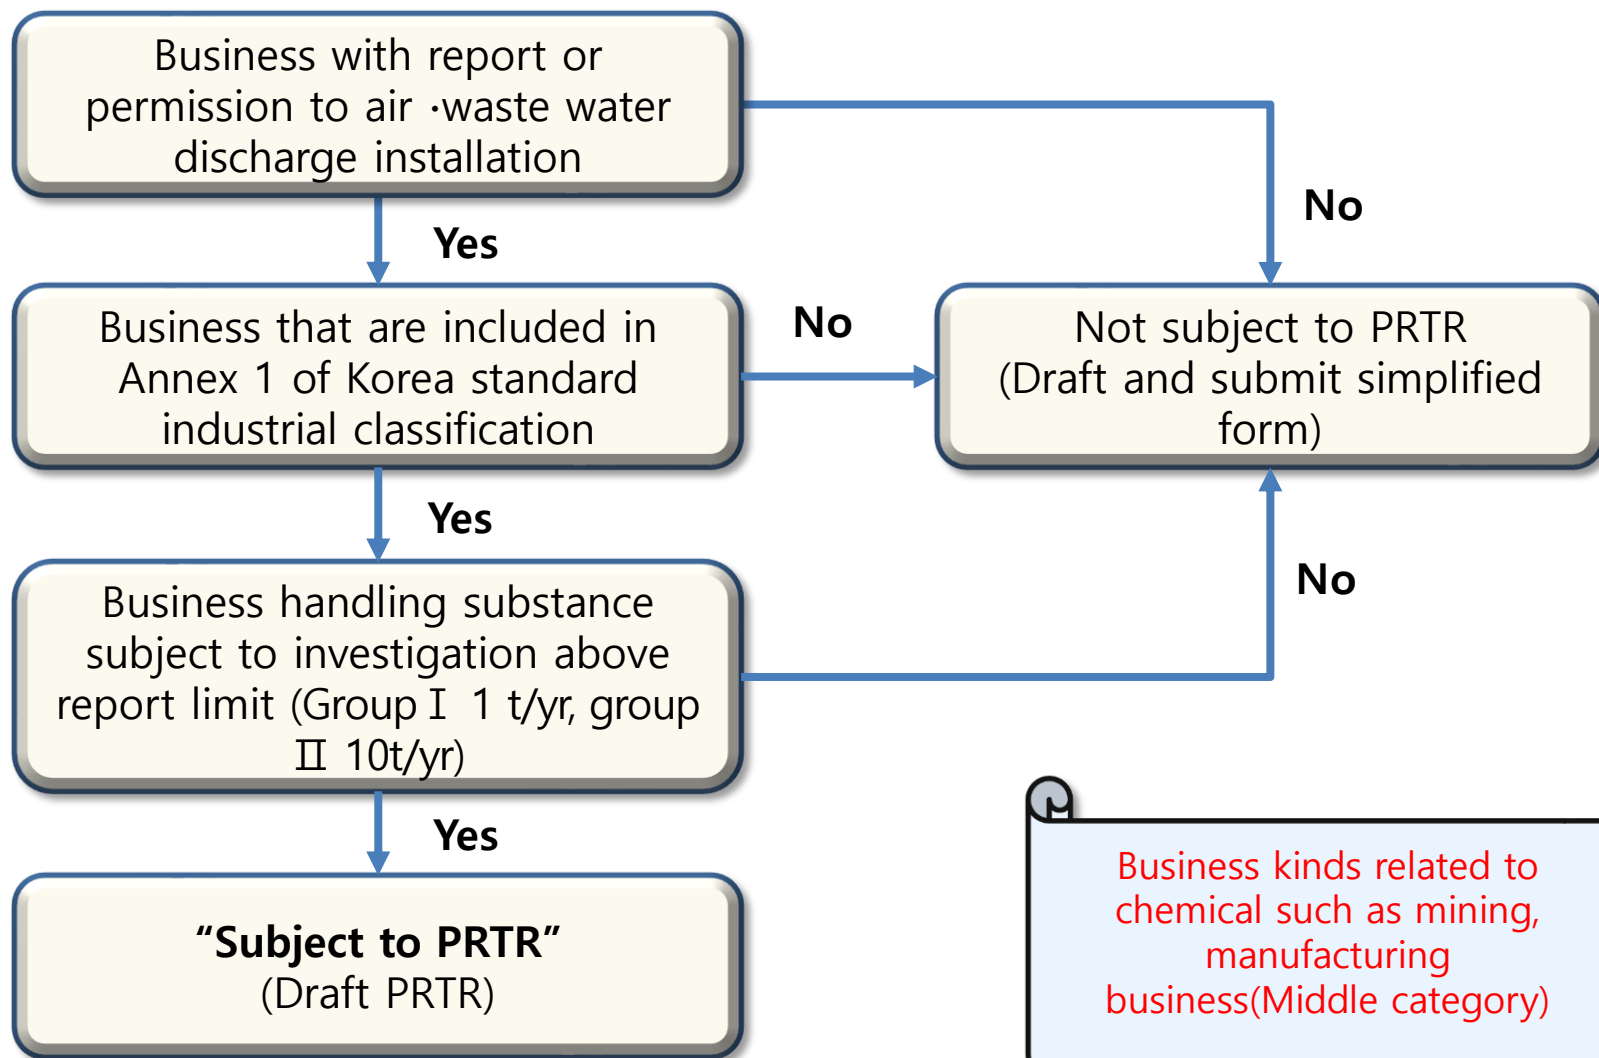 Business with report or
permission to air ·waste water
discharge installation
No
Yes
Business that are included in
Annex 1 of Korea standard
industrial classification
No
Not subject to PRTR
(Draft and submit simplified
form)
Yes
Business handling substance
subject to investigation above
report limit (Group Ⅰ 1 t/yr, group
Ⅱ 10t/yr)
No
Yes
“Subject to PRTR”
(Draft PRTR)
Business kinds related to
chemical such as mining,
manufacturing
business(Middle category)